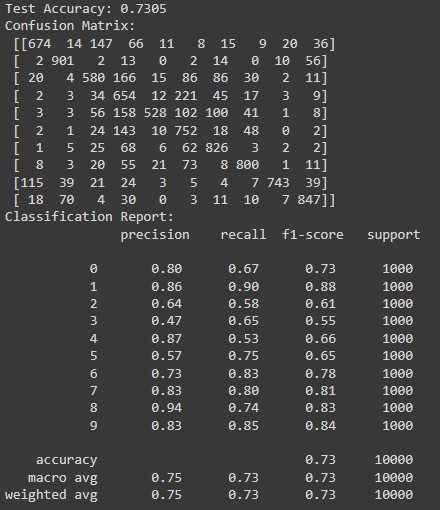 Test Accuracy: 0.7305
Confusion Matrix:
[[674 14 147 66 11 8 15 9 20 36]
[ 2 901 2 13 0 2 14 0 10 56]
[ 20 4 580 166 15 86 86 30 2 11]
[ 2 3 34 654 12 221 45 17 3 9]
[ 3 3 56 158 528 102 100 41 1 8]
[ 2 1 24 143 10 752 18 48 0 2]
[ 1 5 25 68 6 62 826 3 2 2]
[ 8 3 20 55 21 73 8 800 1 11]
[115 39 21 24 3 5 4 7 743 39]
[ 18 70 4 30 0 3 11 10 7 847]]
Classification Report:
precision recall f1-score support
0 0.80 0.67 0.73 1000
1 0.86 0.90 0.88 1000
2 0.64 0.58 0.61 1000
3 0.47 0.65 0.55 1000
4 0.87 0.53 0.66 1000
5 0.57 0.75 0.65 1000
6 0.73 0.83 0.78 1000
7 0.83 0.80 0.81 1000
8 0.94 0.74 0.83 1000
9 0.83 0.85 0.84 1000
accuracy 0.73 10000
macro avg 0.75 0.73 0.73 10000
weighted avg 0.75 0.73 0.73 10000